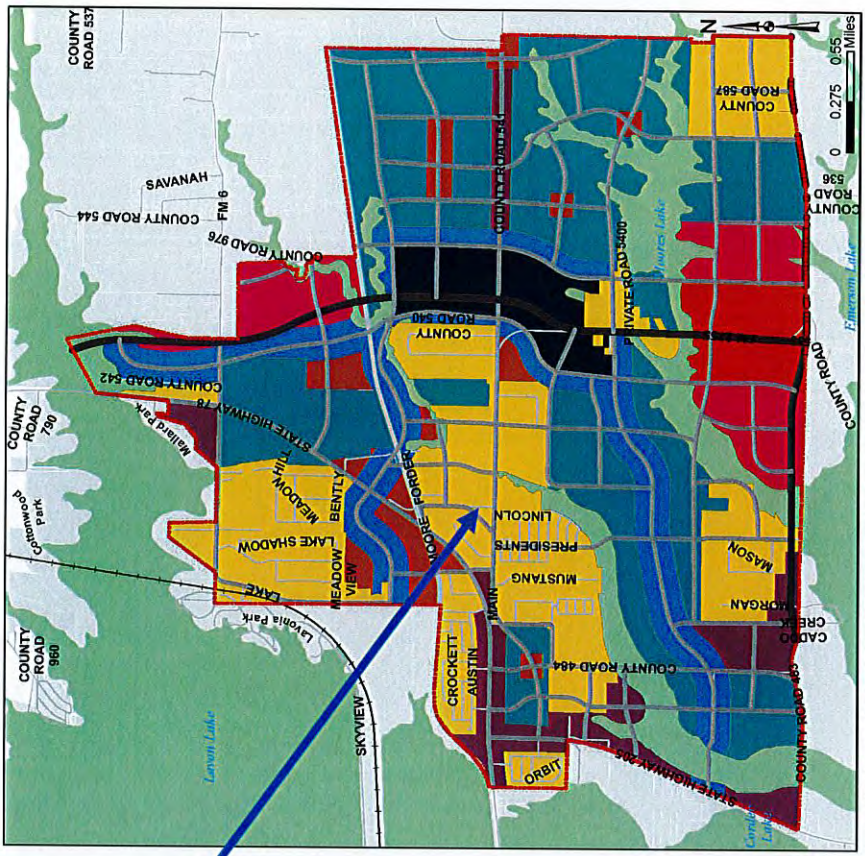 COUNTY
ROAD 537
SAVANAH
COUNTY ROAD 544
FM 6
COUNTY ROAD 976
COUNTY
ROAD
790
COUNTY ROAD 542
Mallard Park
STATE HIGHWAY 78
Cottonwood
Park
MEADOW
HILL
BENTLY
LAKE SHADOW
MEADOW
VIEW
LAKE
Lavonia Park
COUNTY
ROAD
960
Lavon Lake
SKYVIEW
MOORE
FORDER
COUNTY
ROAD 540
COUNTY ROAD
LINCOLN
PRESIDENTS
MUSTANG
MAIN
CROCKETT
AUSTIN
COUNTY ROAD 484
ORBIT
STATE HIGHWAY 205
COUNTY ROAD 483
CADDO
CREEK
MORGAN
MASON
PRIVATE ROAD 5400
COUNTY
ROAD 587
COUNTY
ROAD
536
COUNTY ROAD
Emerson Lake
Lake
N
0 0.275 0.55
Miles